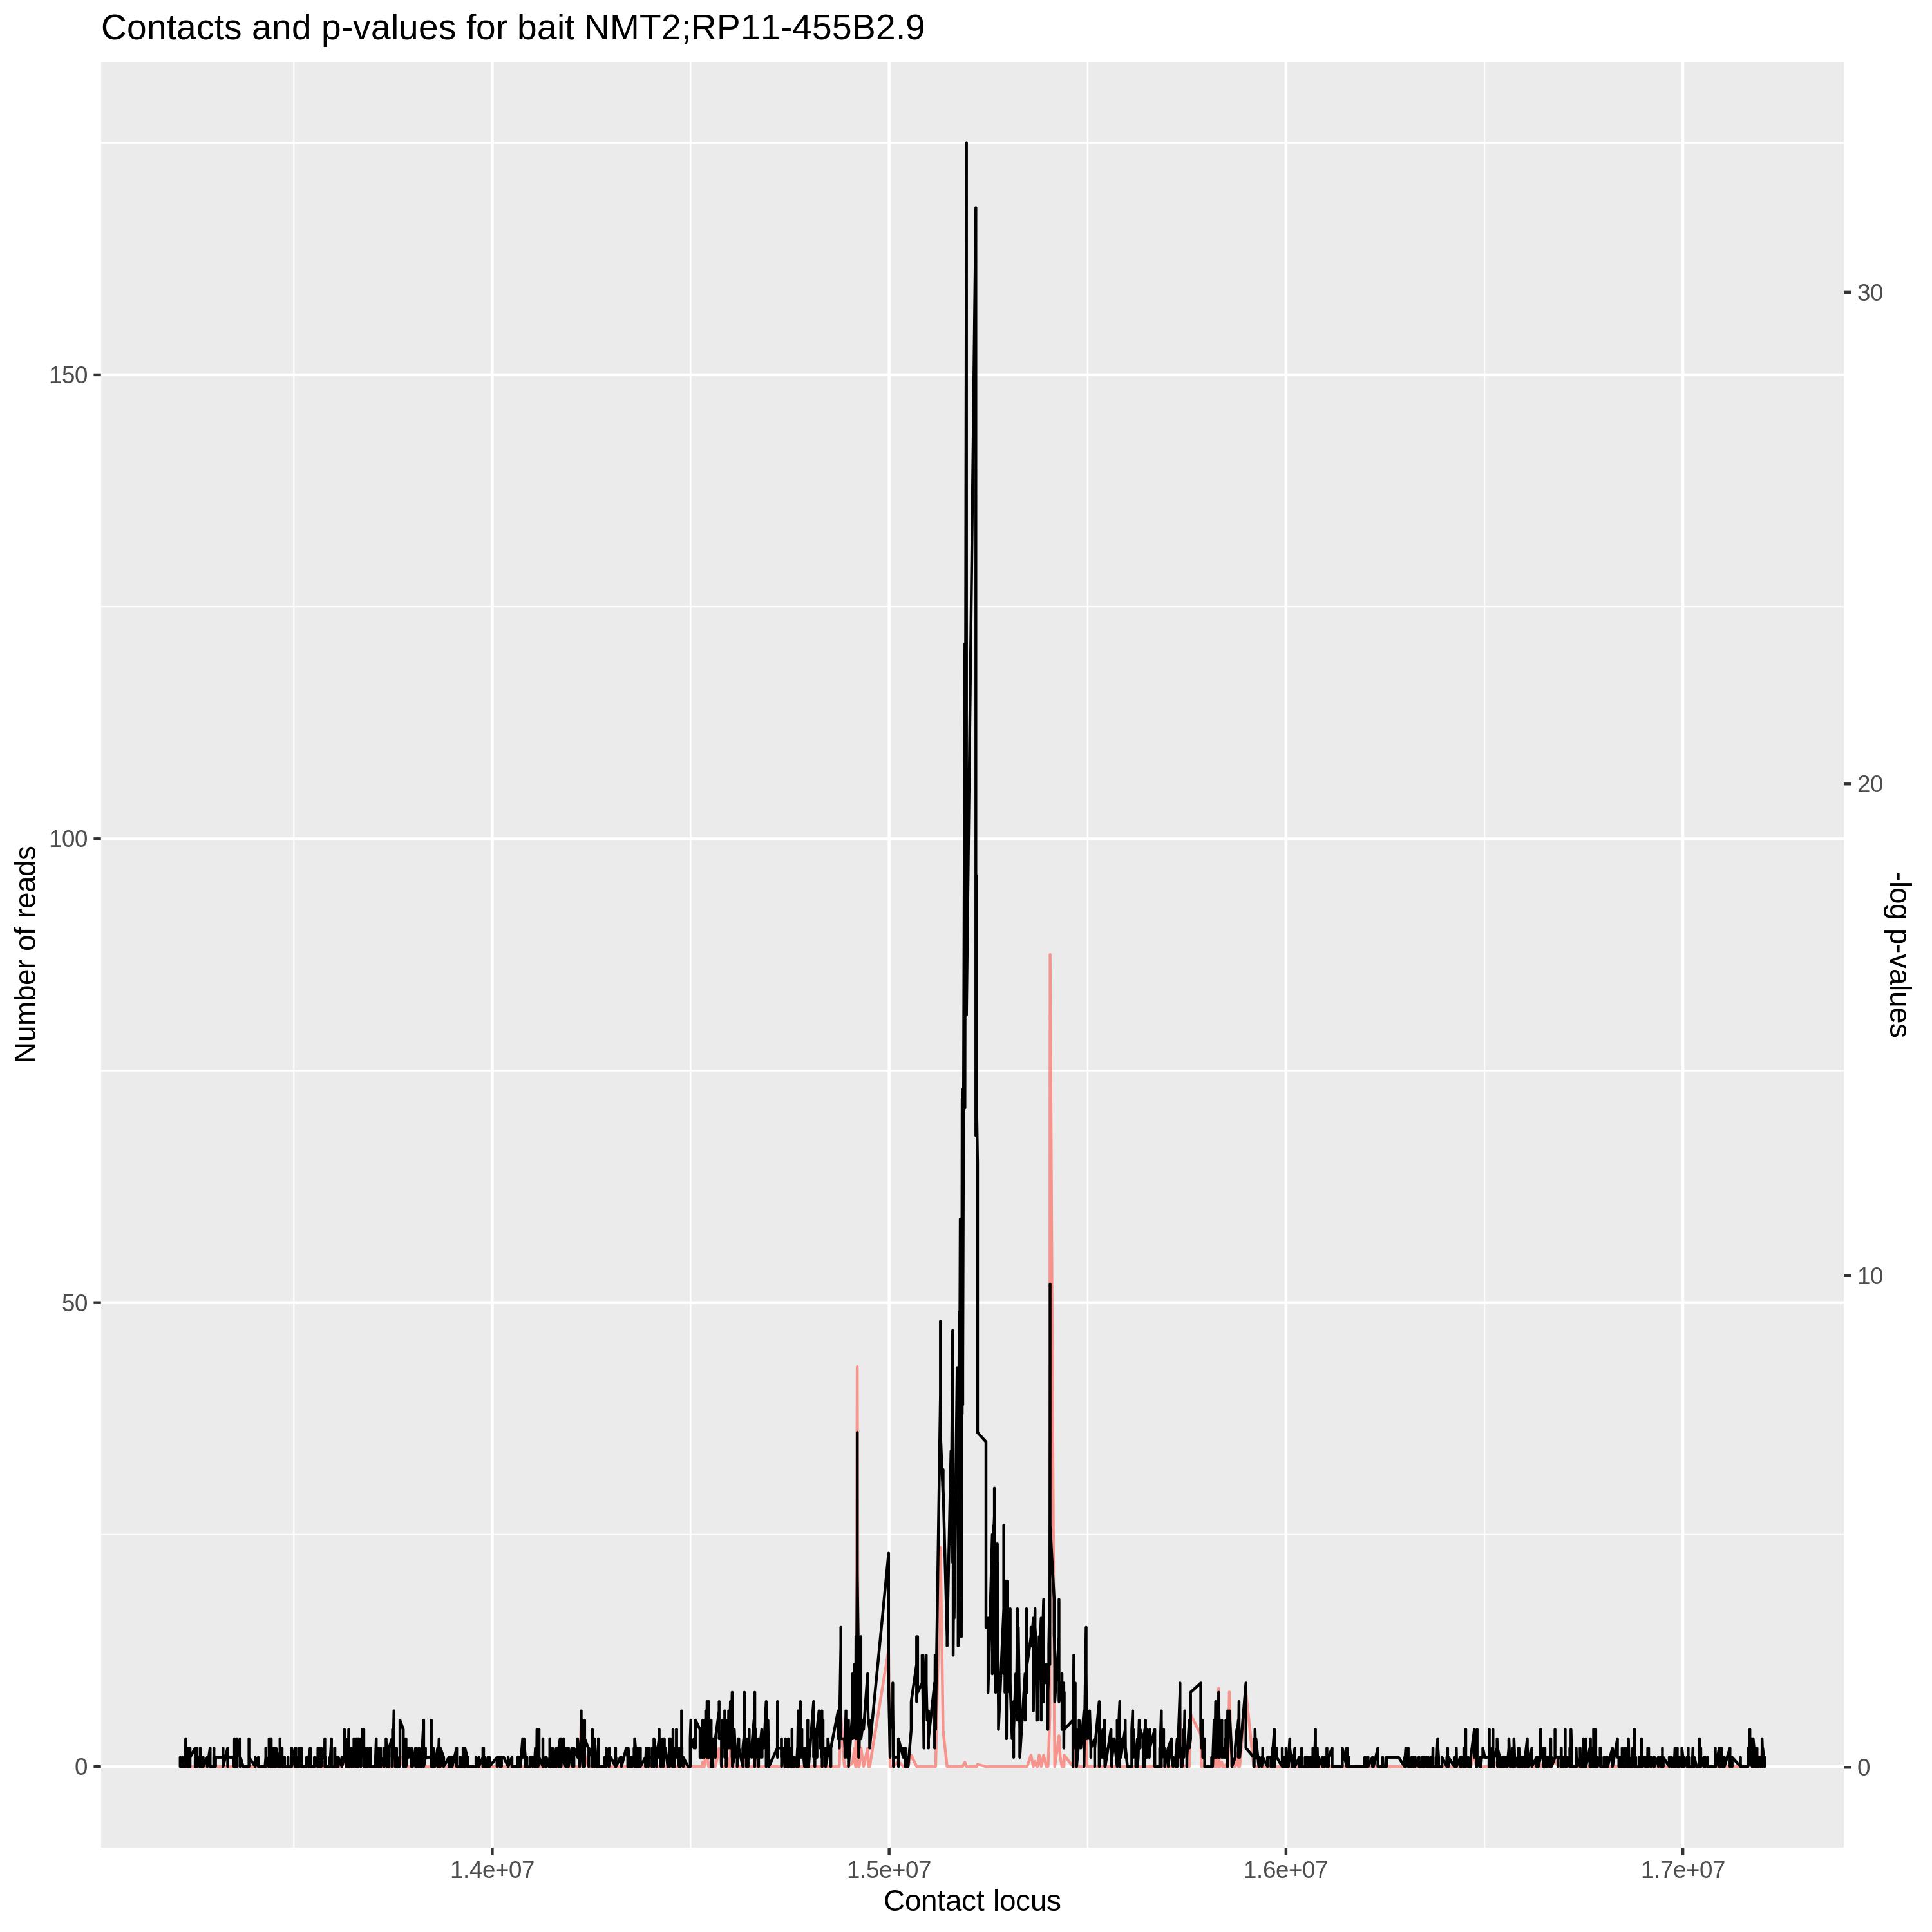 Contacts and p-values for bait NMT2;RP11-455B2.9
150
100
50
0
Number of reads
30
20
10
0
-log p-values
1.4e+07
1.5e+07
1.6e+07
1.7e+07
Contact locus